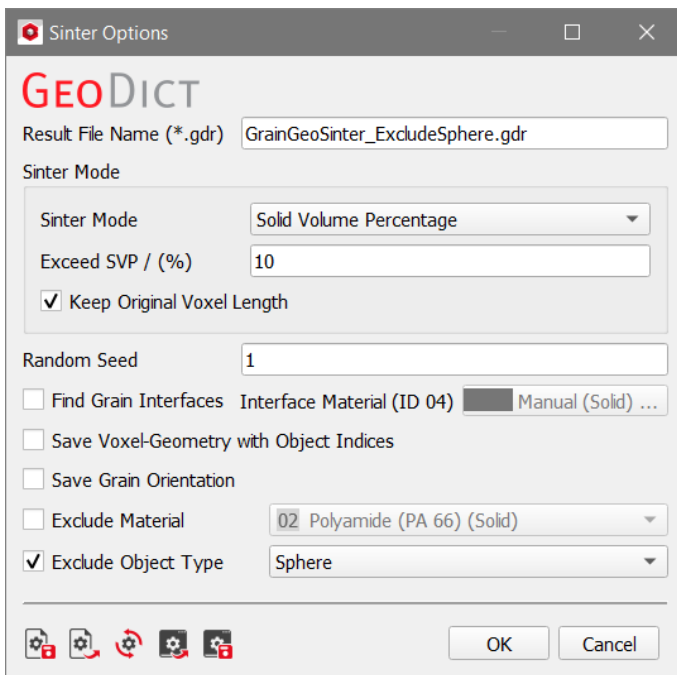 Sinter Options
GEODICT
Result File Name (*.gdr) GrainGeoSinter_ExcludeSphere.gdr
Sinter Mode
Sinter Mode Solid Volume Percentage
Exceed SVP / (%) 10
Keep Original Voxel Length
Random Seed 1
Find Grain Interfaces Interface Material (ID 04) Manual (Solid) ...
Save Voxel-Geometry with Object Indices
Save Grain Orientation
Exclude Material 02 Polyamide (PA 66) (Solid)
Exclude Object Type Sphere
OK Cancel